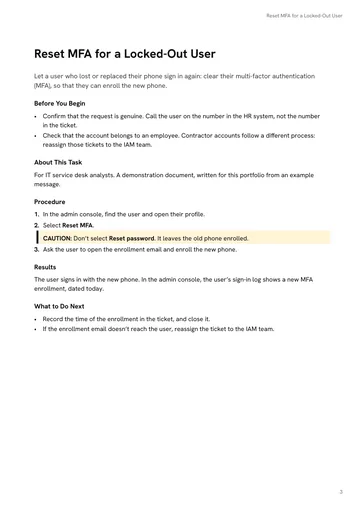 Reset MFA for a Locked-Out User
Reset MFA for a Locked-Out User
Let a user who lost or replaced their phone sign in again: clear their multi-factor authentication
(MFA), so that they can enroll the new phone.
Before You Begin
• Confirm that the request is genuine. Call the user on the number in the HR system, not the number
in the ticket.
• Check that the account belongs to an employee. Contractor accounts follow a different process:
reassign those tickets to the IAM team.
About This Task
For IT service desk analysts. A demonstration document, written for this portfolio from an example
message.
Procedure
1. In the admin console, find the user and open their profile.
2. Select Reset MFA.
CAUTION: Don't select Reset password. It leaves the old phone enrolled.
3. Ask the user to open the enrollment email and enroll the new phone.
Results
The user signs in with the new phone. In the admin console, the user's sign-in log shows a new MFA
enrollment, dated today.
What to Do Next
• Record the time of the enrollment in the ticket, and close it.
• If the enrollment email doesn't reach the user, reassign the ticket to the IAM team.
3